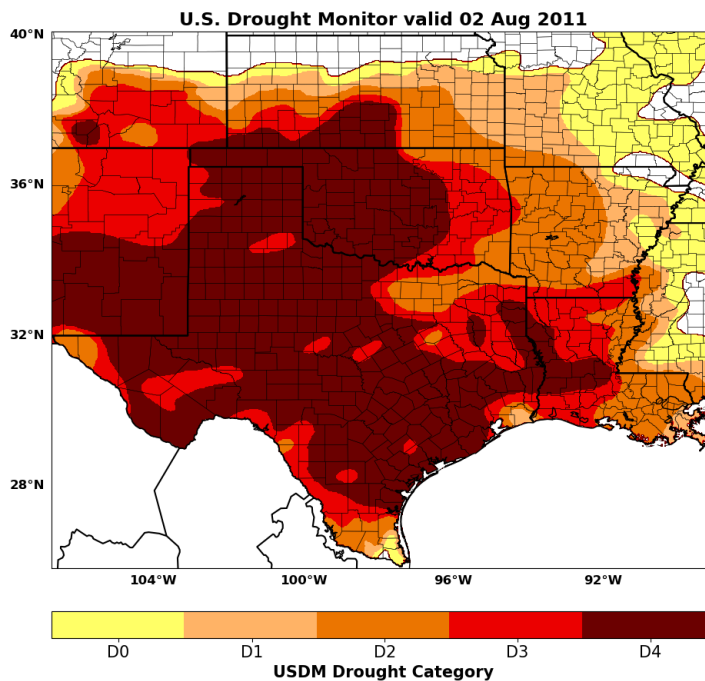 U.S. Drought Monitor valid 02 Aug 2011
40°N
36°N
32°N
28°N
104°W 100°W 96°W 92°W
D0 D1 D2 D3 D4
USDM Drought Category